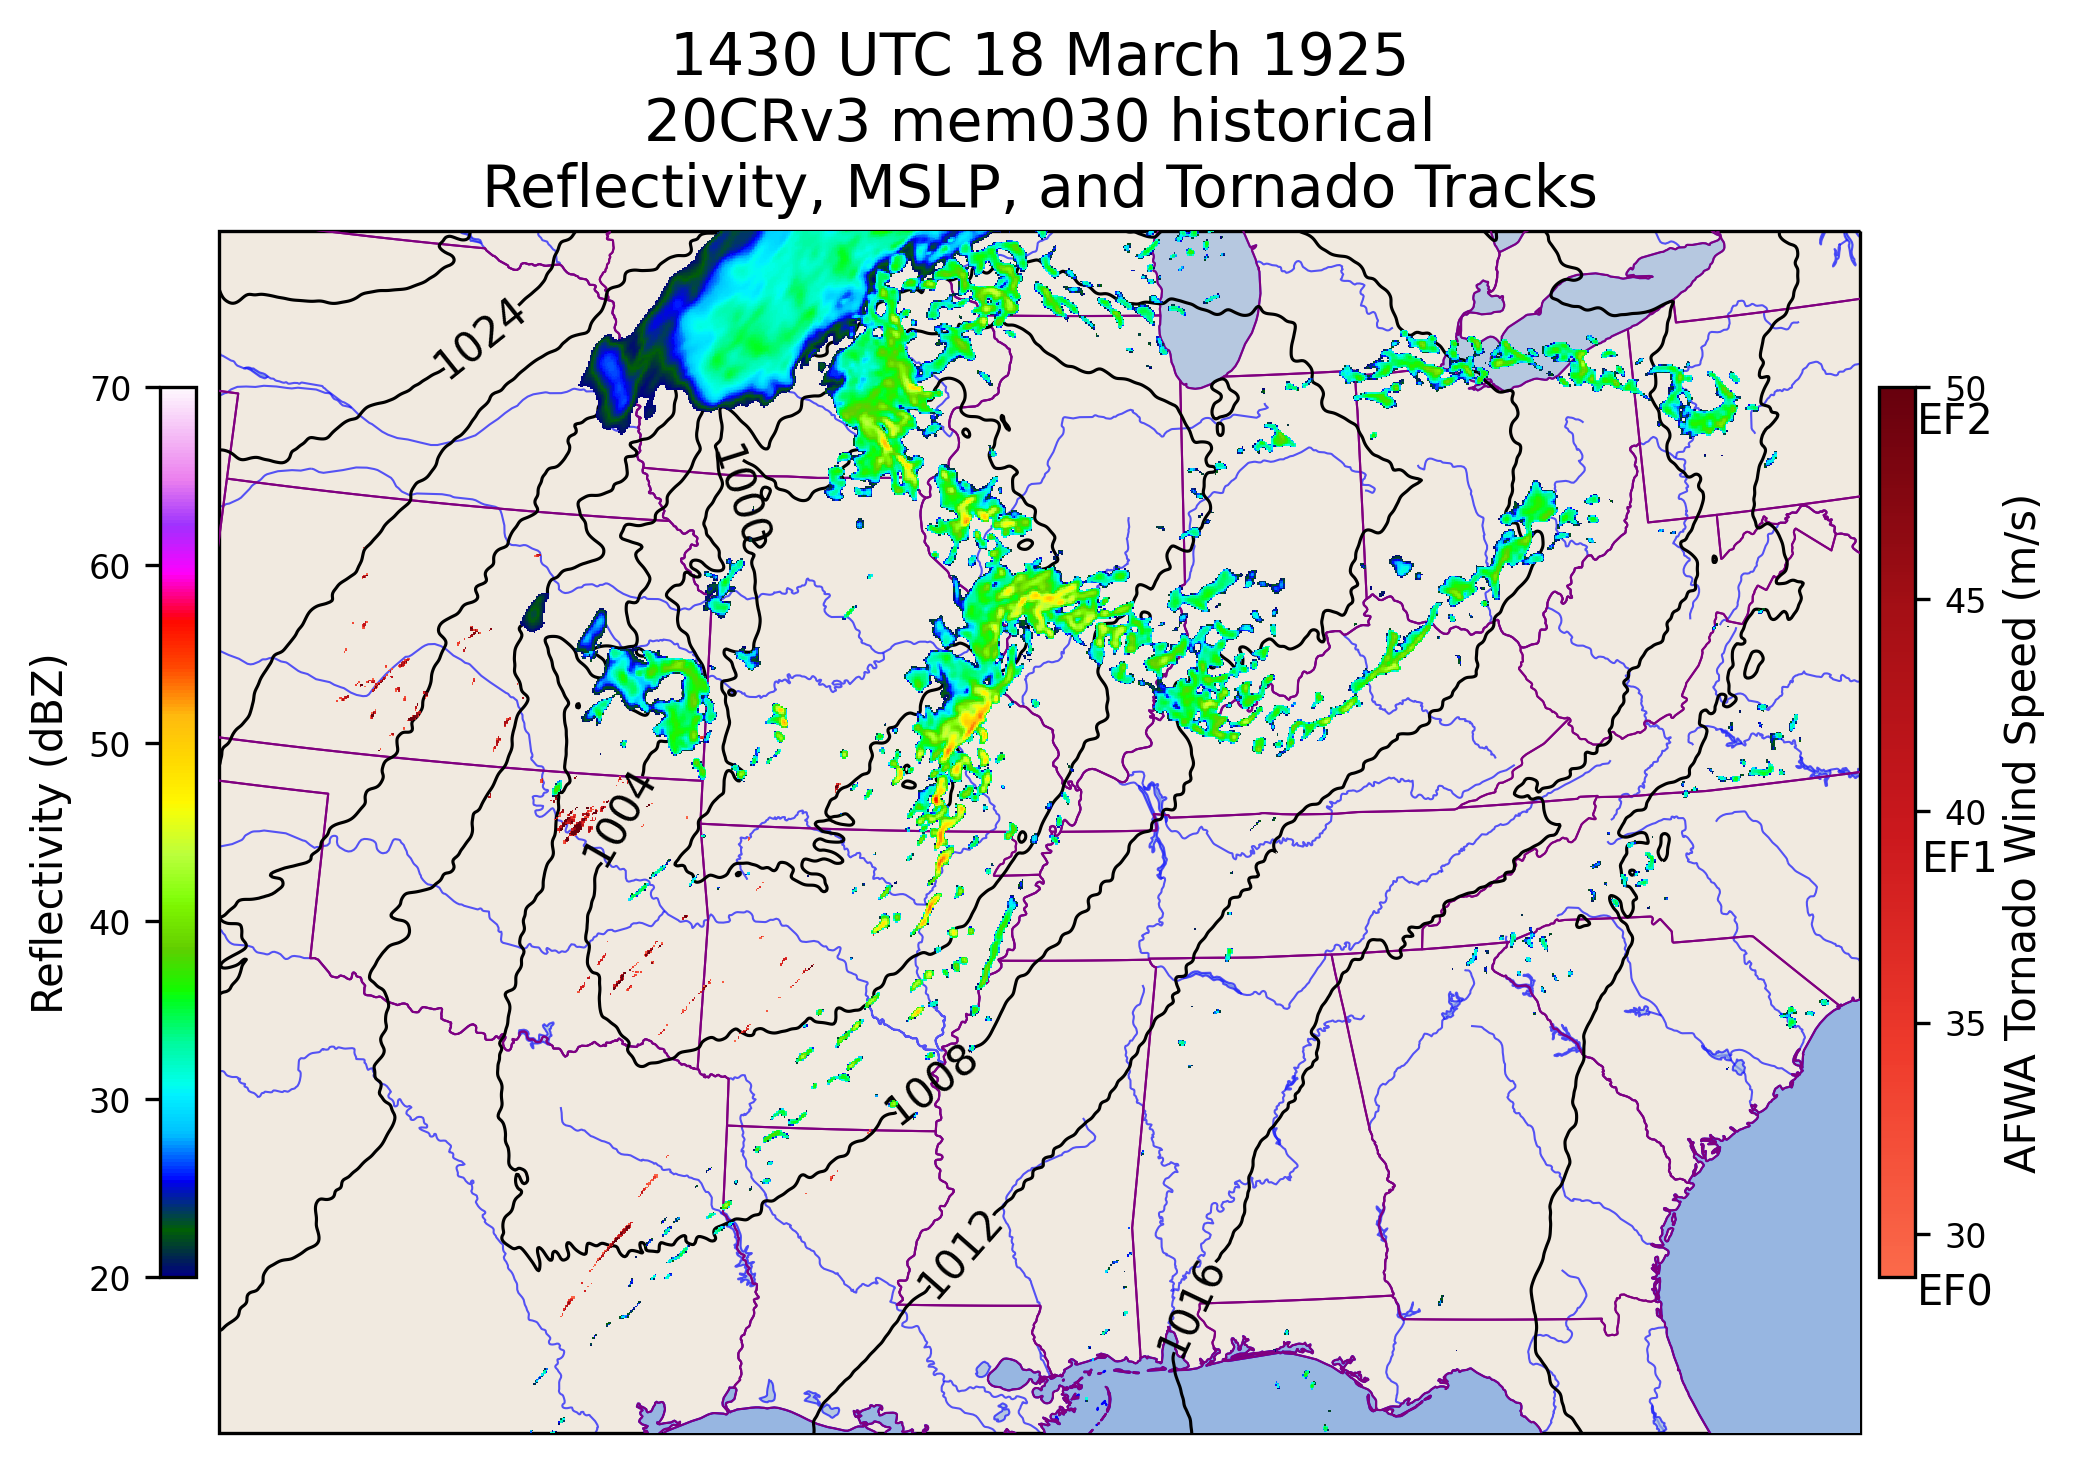 1430 UTC 18 March 1925
20CRv3 mem030 historical
Reflectivity, MSLP, and Tornado Tracks
Reflectivity (dBZ)
70
60
50
40
30
20
1024
1000
1004
1008
1012
1016
50
EF2
45
40
EF1
35
30
EF0
AFWA Tornado Wind Speed (m/s)